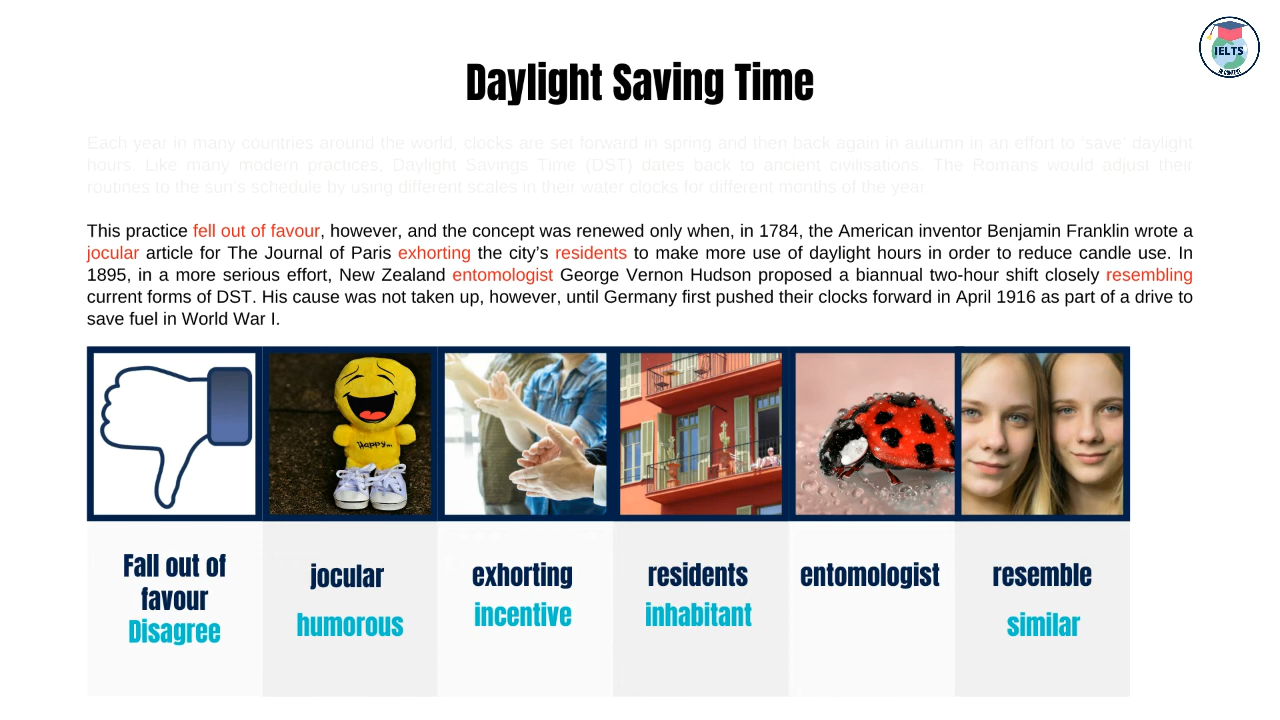 IELTS
Daylight Saving Time
Each year in many countries around the world, clocks are set forward in spring and then back again in autumn in an effort to ‘save’ daylight
hours. Like many modern practices, Daylight Savings Time (DST) dates back to ancient civilisations. The Romans would adjust their
routines to the sun’s schedule by using different scales in their water clocks for different months of the year.
This practice fell out of favour, however, and the concept was renewed only when, in 1784, the American inventor Benjamin Franklin wrote a
jocular article for The Journal of Paris exhorting the city’s residents to make more use of daylight hours in order to reduce candle use. In
1895, in a more serious effort, New Zealand entomologist George Vernon Hudson proposed a biannual two-hour shift closely resembling
current forms of DST. His cause was not taken up, however, until Germany first pushed their clocks forward in April 1916 as part of a drive to
save fuel in World War I.
Happy...
Fall out of
favour
Disagree
jocular
humorous
exhorting
incentive
residents
inhabitant
entomologist
resemble
similar